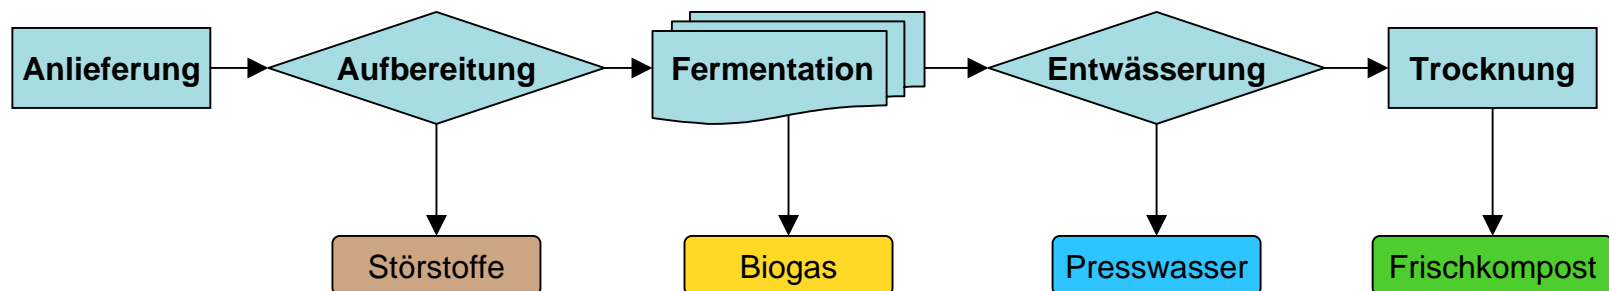 Anlieferung
Aufbereitung
Fermentation
Entwässerung
Trocknung
Störstoffe
Biogas
Presswasser
Frischkompost